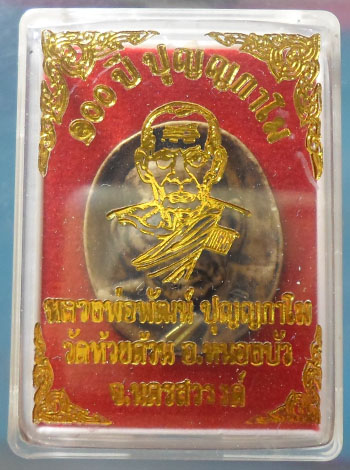 ๑๐๐ ปี ปุญญกาโม
หลวงพ่อพัฒน์ ปุญญกาโม
วัดห้วยด้วน อ.หนองบัว
จ.นครสวรรค์